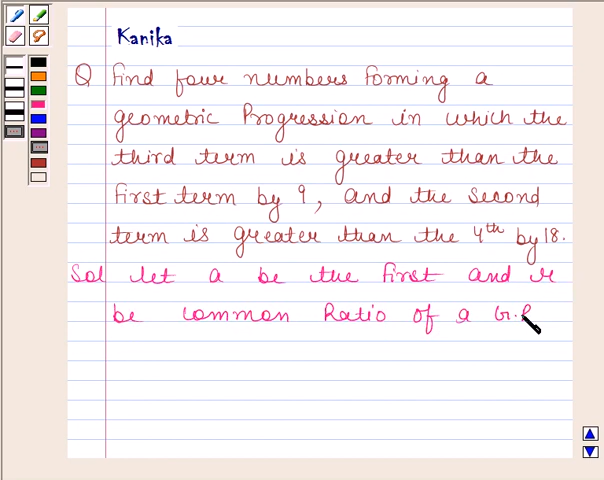 Kanika
Q find four numbers forming a
geometric Progression in which the
third term is greater than the
first term by 9, and the second
term is greater than the 4th by 18.
Sol let a be the first and r
be common Ratio of a G.P